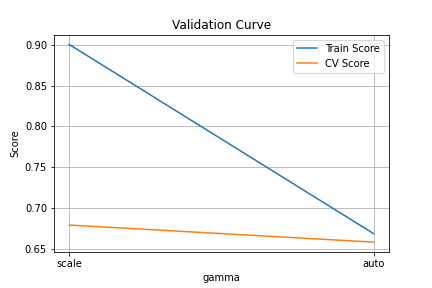 Validation Curve
Train Score
CV Score
0.90
0.85
0.80
0.75
0.70
0.65
Score
scale
auto
gamma